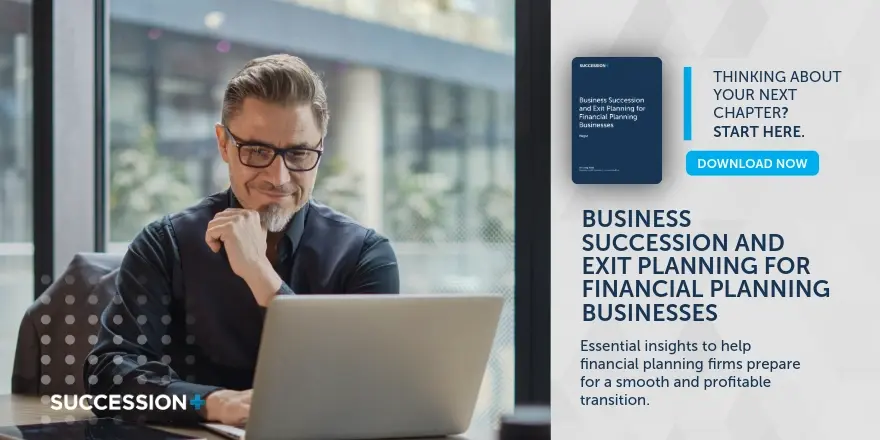 SUCCESSION+
SUCCESSION+
Business Succession
and Exit Planning for
Financial Planning
Businesses
THINKING ABOUT
YOUR NEXT
CHAPTER?
START HERE.
DOWNLOAD NOW
BUSINESS
SUCCESSION AND
EXIT PLANNING FOR
FINANCIAL PLANNING
BUSINESSES
Essential insights to help
financial planning firms prepare
for a smooth and profitable
transition.